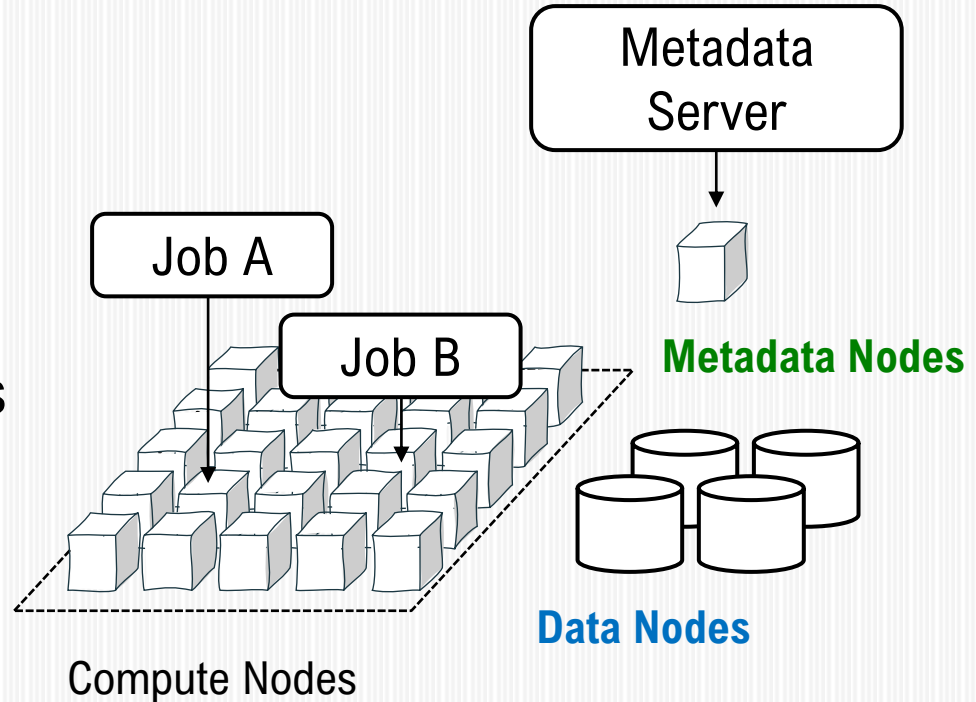 Metadata
Server
Job A
Job B
Metadata Nodes
s
Data Nodes
Compute Nodes